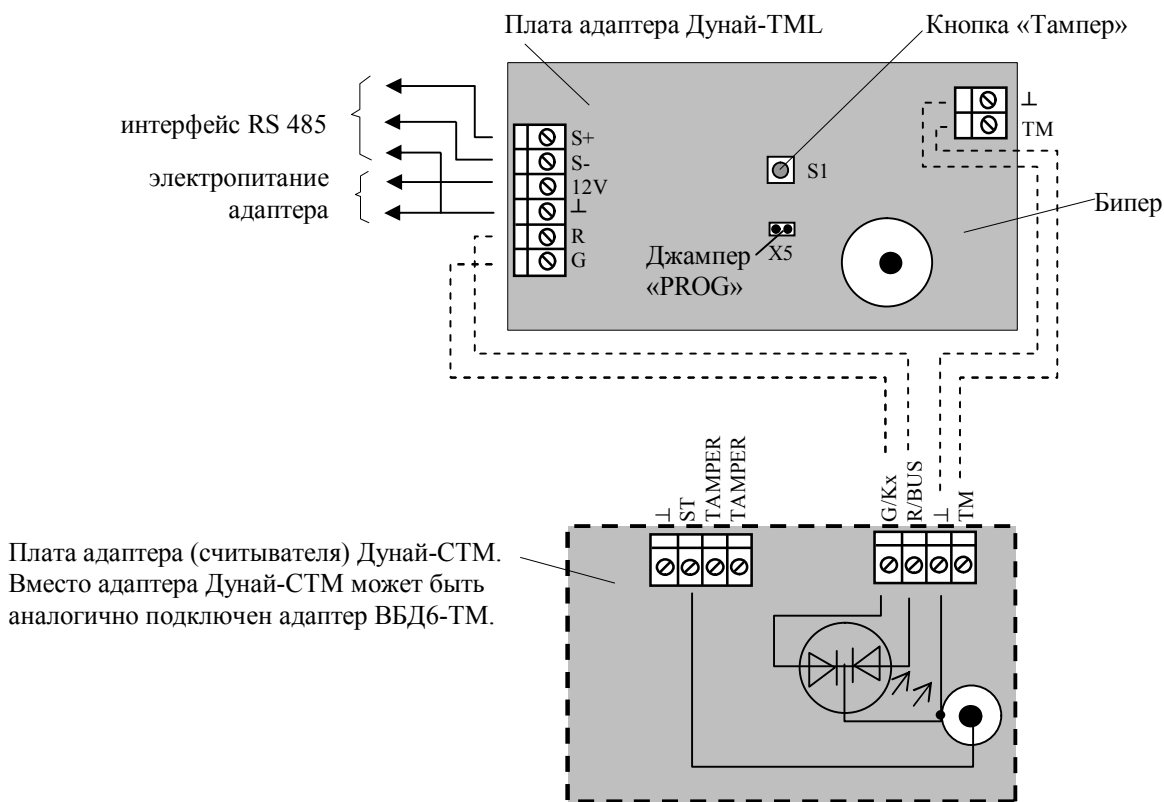 Плата адаптера Дунай-TML
Кнопка «Тампер»
интерфейс RS 485
электропитание
адаптера
S+
S-
12V
⊥
R
G
S1
Джампер
«PROG»
X5
⊥
TM
Бипер
⊥
ST
TAMPER
TAMPER
G/Kx
R/BUS
⊥
TM
Плата адаптера (считывателя) Дунай-СТМ.
Вместо адаптера Дунай-СТМ может быть
аналогично подключен адаптер ВБД6-ТМ.